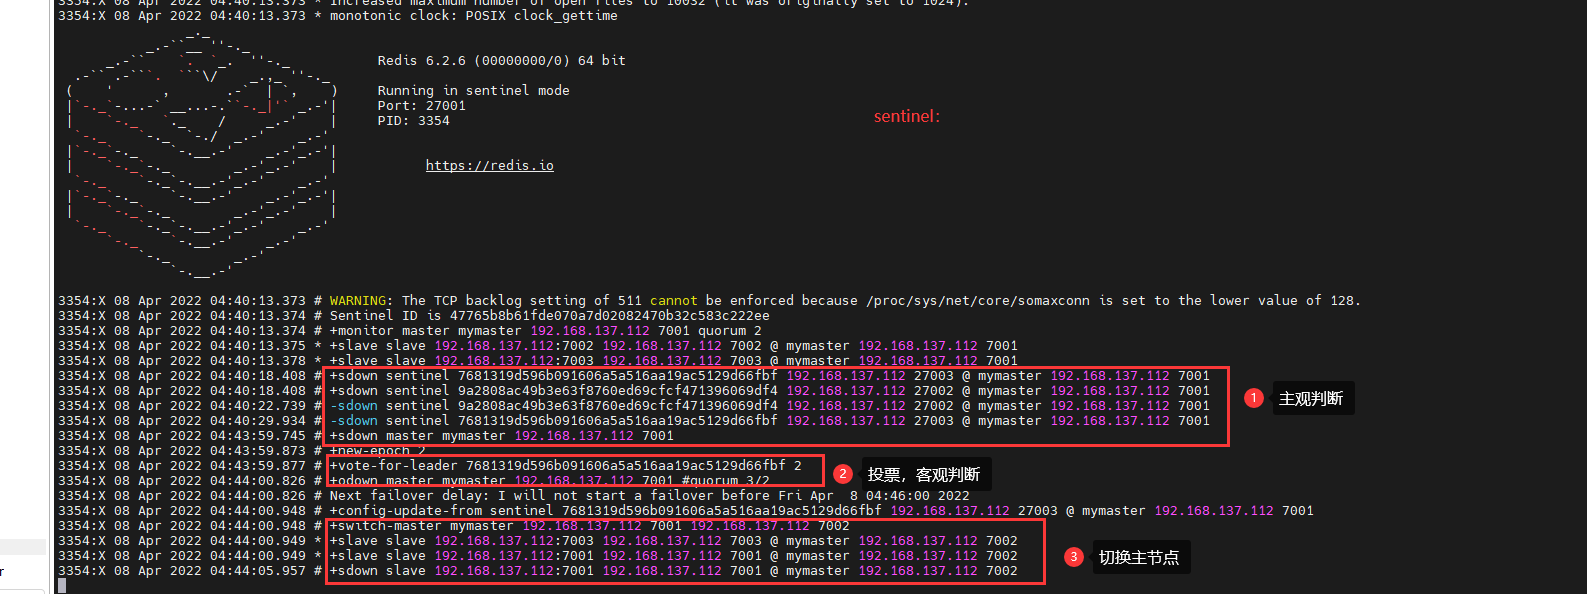 3354:X 08 Apr 2022 04:40:13.373 * Increased maximum number of open files to 10032 (it was originally set to 1024).
3354:X 08 Apr 2022 04:40:13.373 * monotonic clock: POSIX clock_gettime
Redis 6.2.6 (00000000/0) 64 bit
Running in sentinel mode
Port: 27001
PID: 3354
sentinel:
https://redis.io
3354:X 08 Apr 2022 04:40:13.373 # WARNING: The TCP backlog setting of 511 cannot be enforced because /proc/sys/net/core/somaxconn is set to the lower value of 128.
3354:X 08 Apr 2022 04:40:13.374 # Sentinel ID is 47765b8b61fde070a7d02082470b32c583c222ee
3354:X 08 Apr 2022 04:40:13.374 # +monitor master mymaster 192.168.137.112 7001 quorum 2
3354:X 08 Apr 2022 04:40:13.375 * +slave slave 192.168.137.112:7002 192.168.137.112 7002 @ mymaster 192.168.137.112 7001
3354:X 08 Apr 2022 04:40:13.378 * +slave slave 192.168.137.112:7003 192.168.137.112 7003 @ mymaster 192.168.137.112 7001
3354:X 08 Apr 2022 04:40:18.408 # +sdown sentinel 7681319d596b091606a5a516aa19ac5129d66fbf 192.168.137.112 27003 @ mymaster 192.168.137.112 7001
3354:X 08 Apr 2022 04:40:18.408 # +sdown sentinel 9a2808ac49b3e63f8760ed69cfcf471396069df4 192.168.137.112 27002 @ mymaster 192.168.137.112 7001
3354:X 08 Apr 2022 04:40:22.739 # -sdown sentinel 9a2808ac49b3e63f8760ed69cfcf471396069df4 192.168.137.112 27002 @ mymaster 192.168.137.112 7001
3354:X 08 Apr 2022 04:40:29.934 # -sdown sentinel 7681319d596b091606a5a516aa19ac5129d66fbf 192.168.137.112 27003 @ mymaster 192.168.137.112 7001
3354:X 08 Apr 2022 04:43:59.745 # +sdown master mymaster 192.168.137.112 7001
1 主观判断
3354:X 08 Apr 2022 04:43:59.873 # +new-epoch 2
3354:X 08 Apr 2022 04:43:59.877 # +vote-for-leader 7681319d596b091606a5a516aa19ac5129d66fbf 2
3354:X 08 Apr 2022 04:44:00.826 # +odown master mymaster 192.168.137.112 7001 #quorum 3/2
2 投票，客观判断
3354:X 08 Apr 2022 04:44:00.826 # Next failover delay: I will not start a failover before Fri Apr  8 04:46:00 2022
3354:X 08 Apr 2022 04:44:00.948 # +config-update-from sentinel 7681319d596b091606a5a516aa19ac5129d66fbf 192.168.137.112 27003 @ mymaster 192.168.137.112 7001
3354:X 08 Apr 2022 04:44:00.948 # +switch-master mymaster 192.168.137.112 7001 192.168.137.112 7002
3354:X 08 Apr 2022 04:44:00.949 * +slave slave 192.168.137.112:7003 192.168.137.112 7003 @ mymaster 192.168.137.112 7002
3354:X 08 Apr 2022 04:44:00.949 * +slave slave 192.168.137.112:7001 192.168.137.112 7001 @ mymaster 192.168.137.112 7002
3354:X 08 Apr 2022 04:44:05.957 # +sdown slave 192.168.137.112:7001 192.168.137.112 7001 @ mymaster 192.168.137.112 7002
3 切换主节点
r